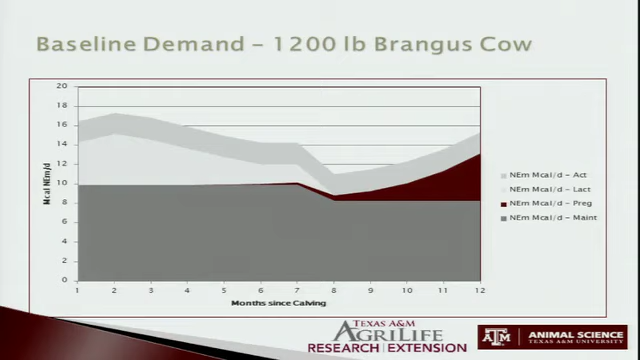 Baseline Demand – 1200 lb Brangus Cow
20
18
16
14
12
10
8
6
4
2
0
Mcal NEm/d
1 2 3 4 5 6 7 8 9 10 11 12
Months since Calving
NEm Mcal/d - Act
NEm Mcal/d - Lact
NEm Mcal/d - Preg
NEm Mcal/d - Maint
TEXAS A&M
AGRILIFE
RESEARCH | EXTENSION
ATM
ANIMAL SCIENCE
TEXAS A&M UNIVERSITY